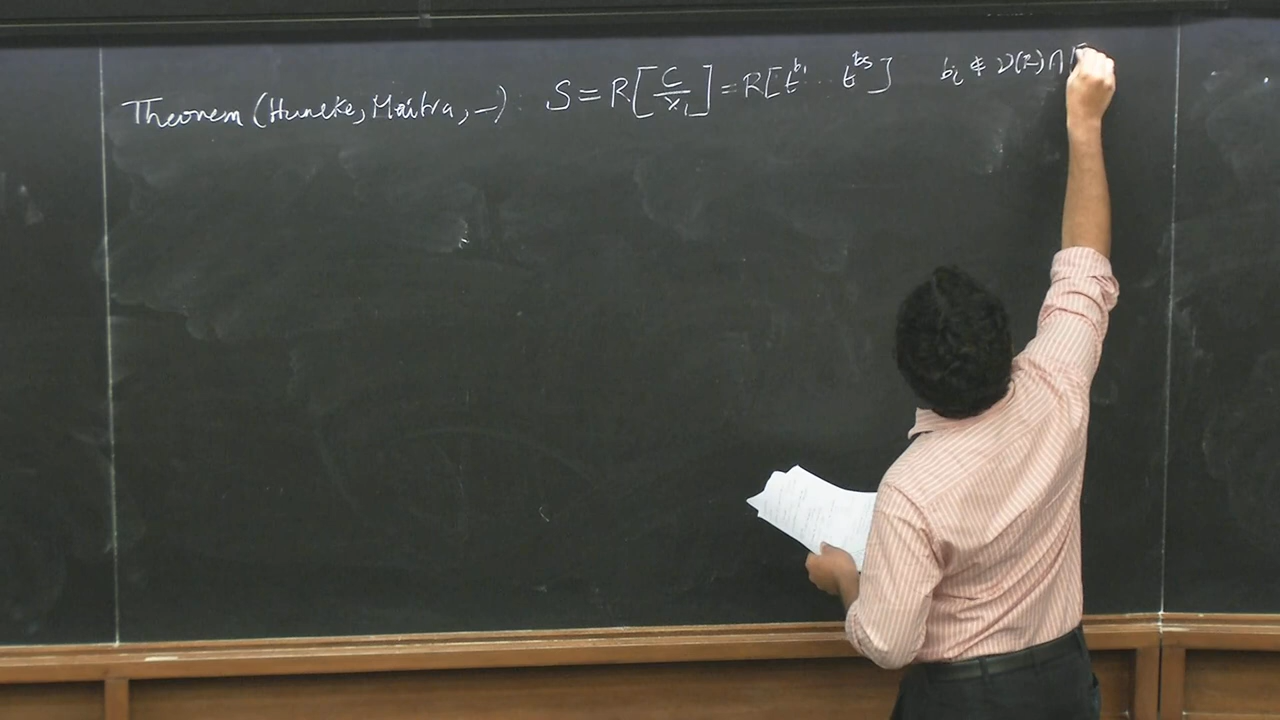 Theorem (Huneke, Maitra, –) : S = R[C/x₁] = R[t^{b₁} ... t^{bs}] bᵢ ∉ ν(R) ∩